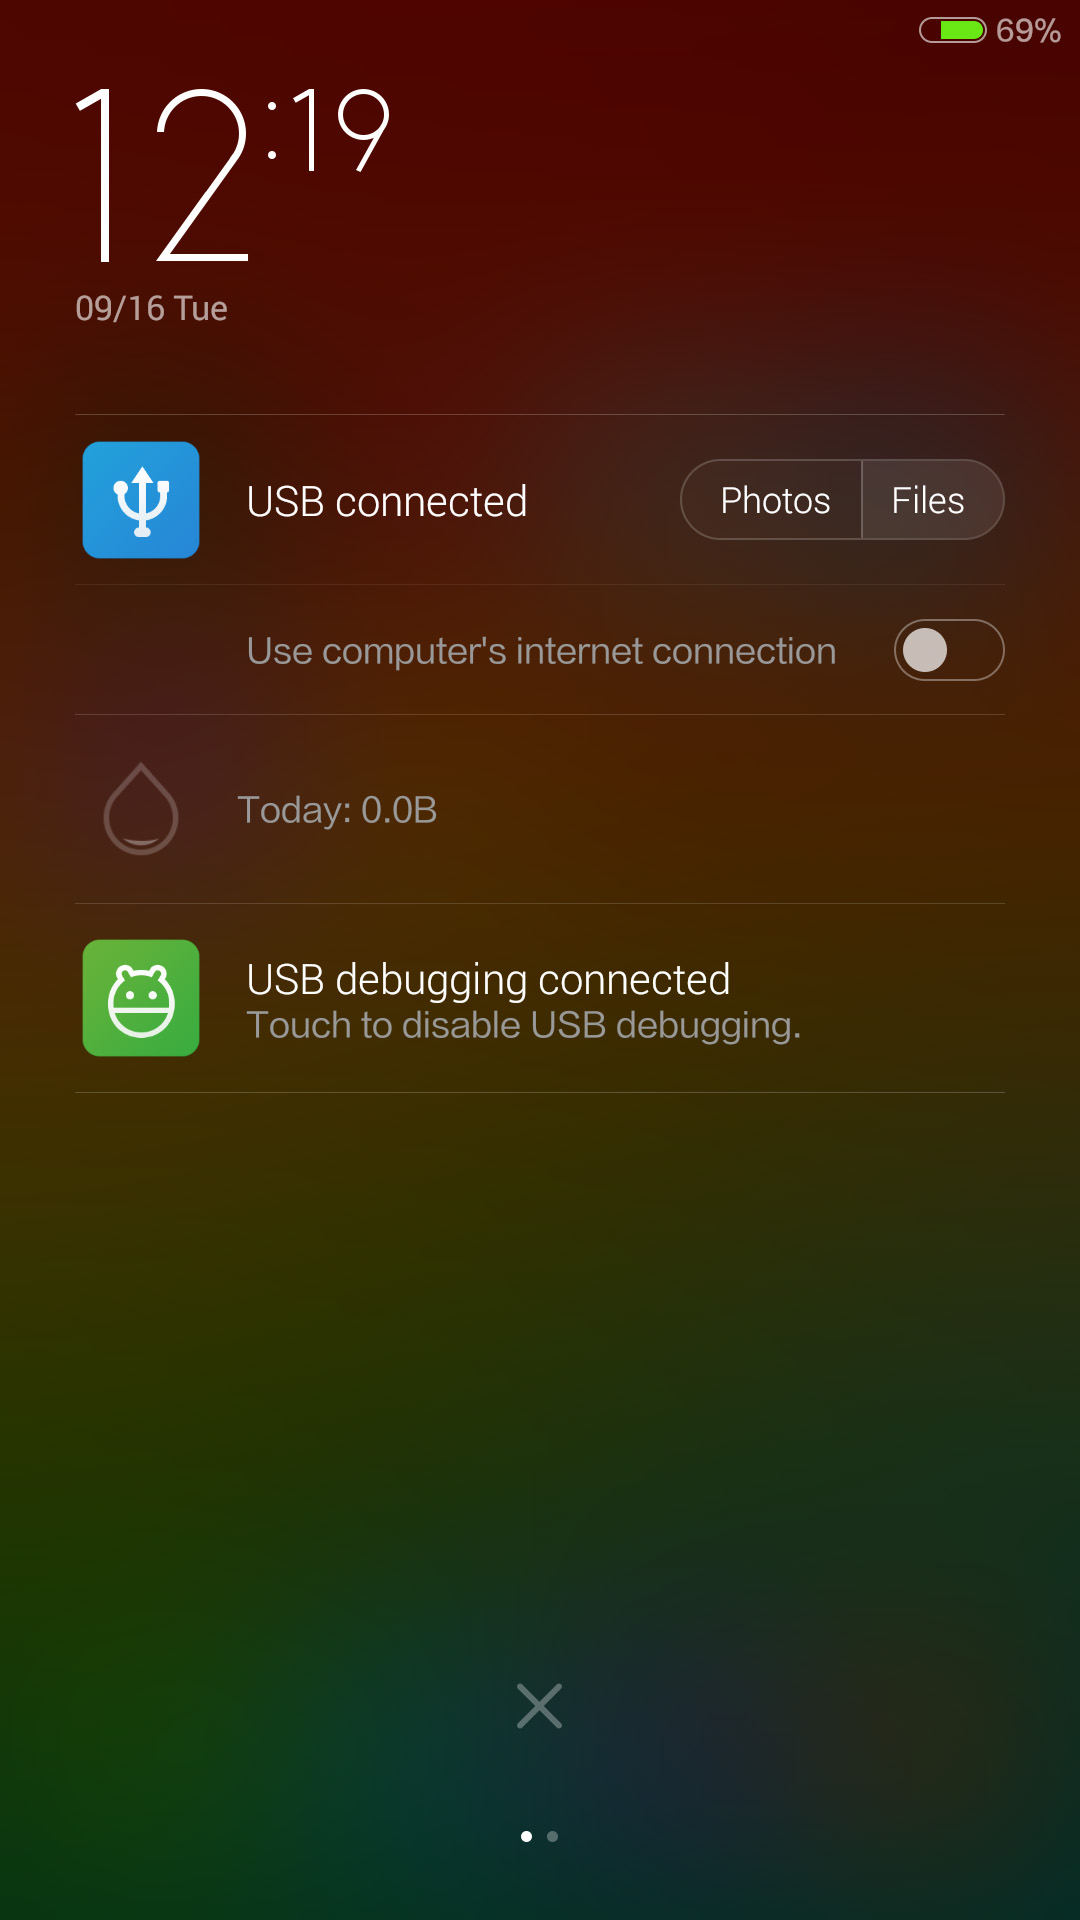 69%
12:19
09/16 Tue
USB connected
Photos
Files
Use computer's internet connection
Today: 0.0B
USB debugging connected
Touch to disable USB debugging.